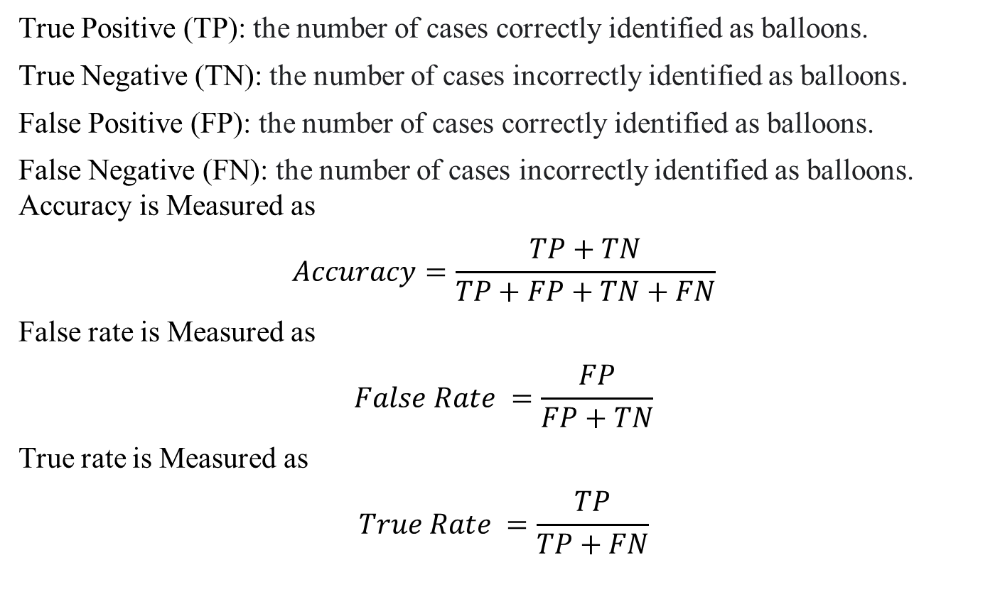 True Positive (TP): the number of cases correctly identified as balloons.
True Negative (TN): the number of cases incorrectly identified as balloons.
False Positive (FP): the number of cases correctly identified as balloons.
False Negative (FN): the number of cases incorrectly identified as balloons.
Accuracy is Measured as
Accuracy = (TP + TN) / (TP + FP + TN + FN)
False rate is Measured as
False Rate = FP / (FP + TN)
True rate is Measured as
True Rate = TP / (TP + FN)